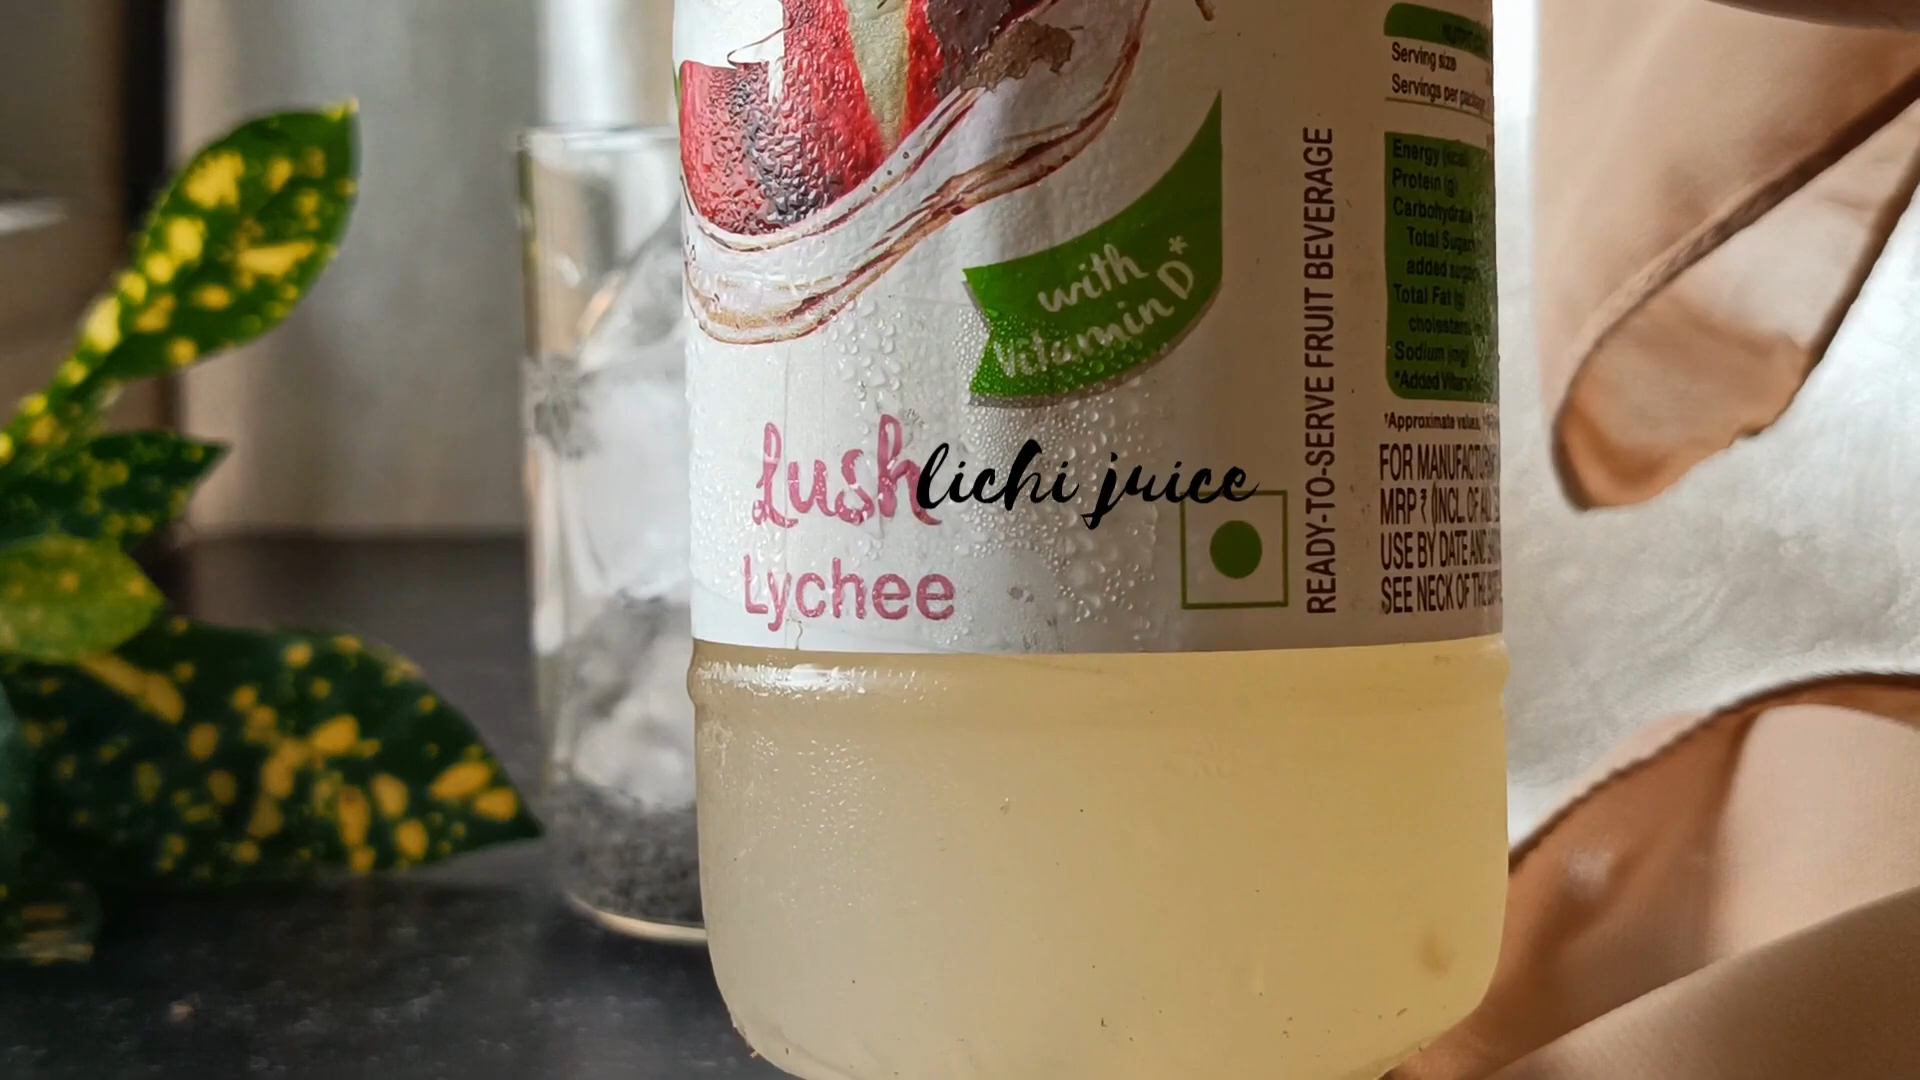 Serving size
Servings per package
with
Vitamin D*
lush
lichi juice
Lychee
READY-TO-SERVE FRUIT BEVERAGE
Energy (kcal)
Protein (g)
Carbohydrate
Total Sugar
added sugar
Total Fat (g)
cholesterol
Sodium (mg)
*Added Vitamin
*Approximate values,
FOR MANUFACTURING
MRP ₹ (INCL. OF ALL
USE BY DATE AND
SEE NECK OF THE